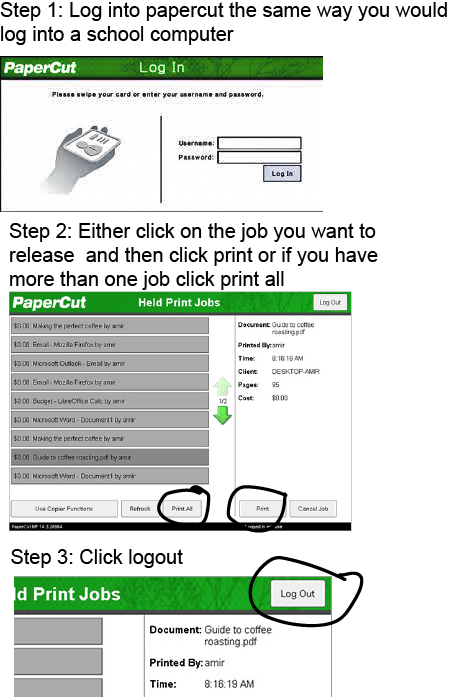 Step 1: Log into papercut the same way you would
log into a school computer
PaperCut Log In
Please swipe your card or enter your username and password.
Username:
Password:
Log In
Step 2: Either click on the job you want to
release and then click print or if you have
more than one job click print all
PaperCut Held Print Jobs Log Out
$0.00: Making the perfect coffee by amir
$0.00: Email - Mozilla Firefox by amir
$0.00: Microsoft Outlook - Email by amir
$0.00: Email - Mozilla Firefox by amir
$0.00: Budget - LibreOffice Calc by amir
$0.00: Microsoft Word - Document1 by amir
$0.00: Making the perfect coffee by amir
$0.00: Guide to coffee roasting.pdf by amir
$0.00: Microsoft Word - Document1 by amir
1/2
Document: Guide to coffee
roasting.pdf
Printed By: amir
Time: 8:16:19 AM
Client: DESKTOP-AMIR
Pages: 95
Cost: $0.00
Use Copier Functions Refresh Print All Print Cancel Job
PaperCut MF
Step 3: Click logout
ld Print Jobs Log Out
Document: Guide to coffee
roasting.pdf
Printed By: amir
Time: 8:16:19 AM